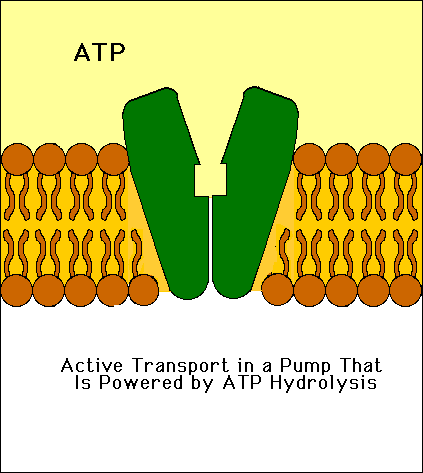 ATP
Active Transport in a Pump That
Is Powered by ATP Hydrolysis